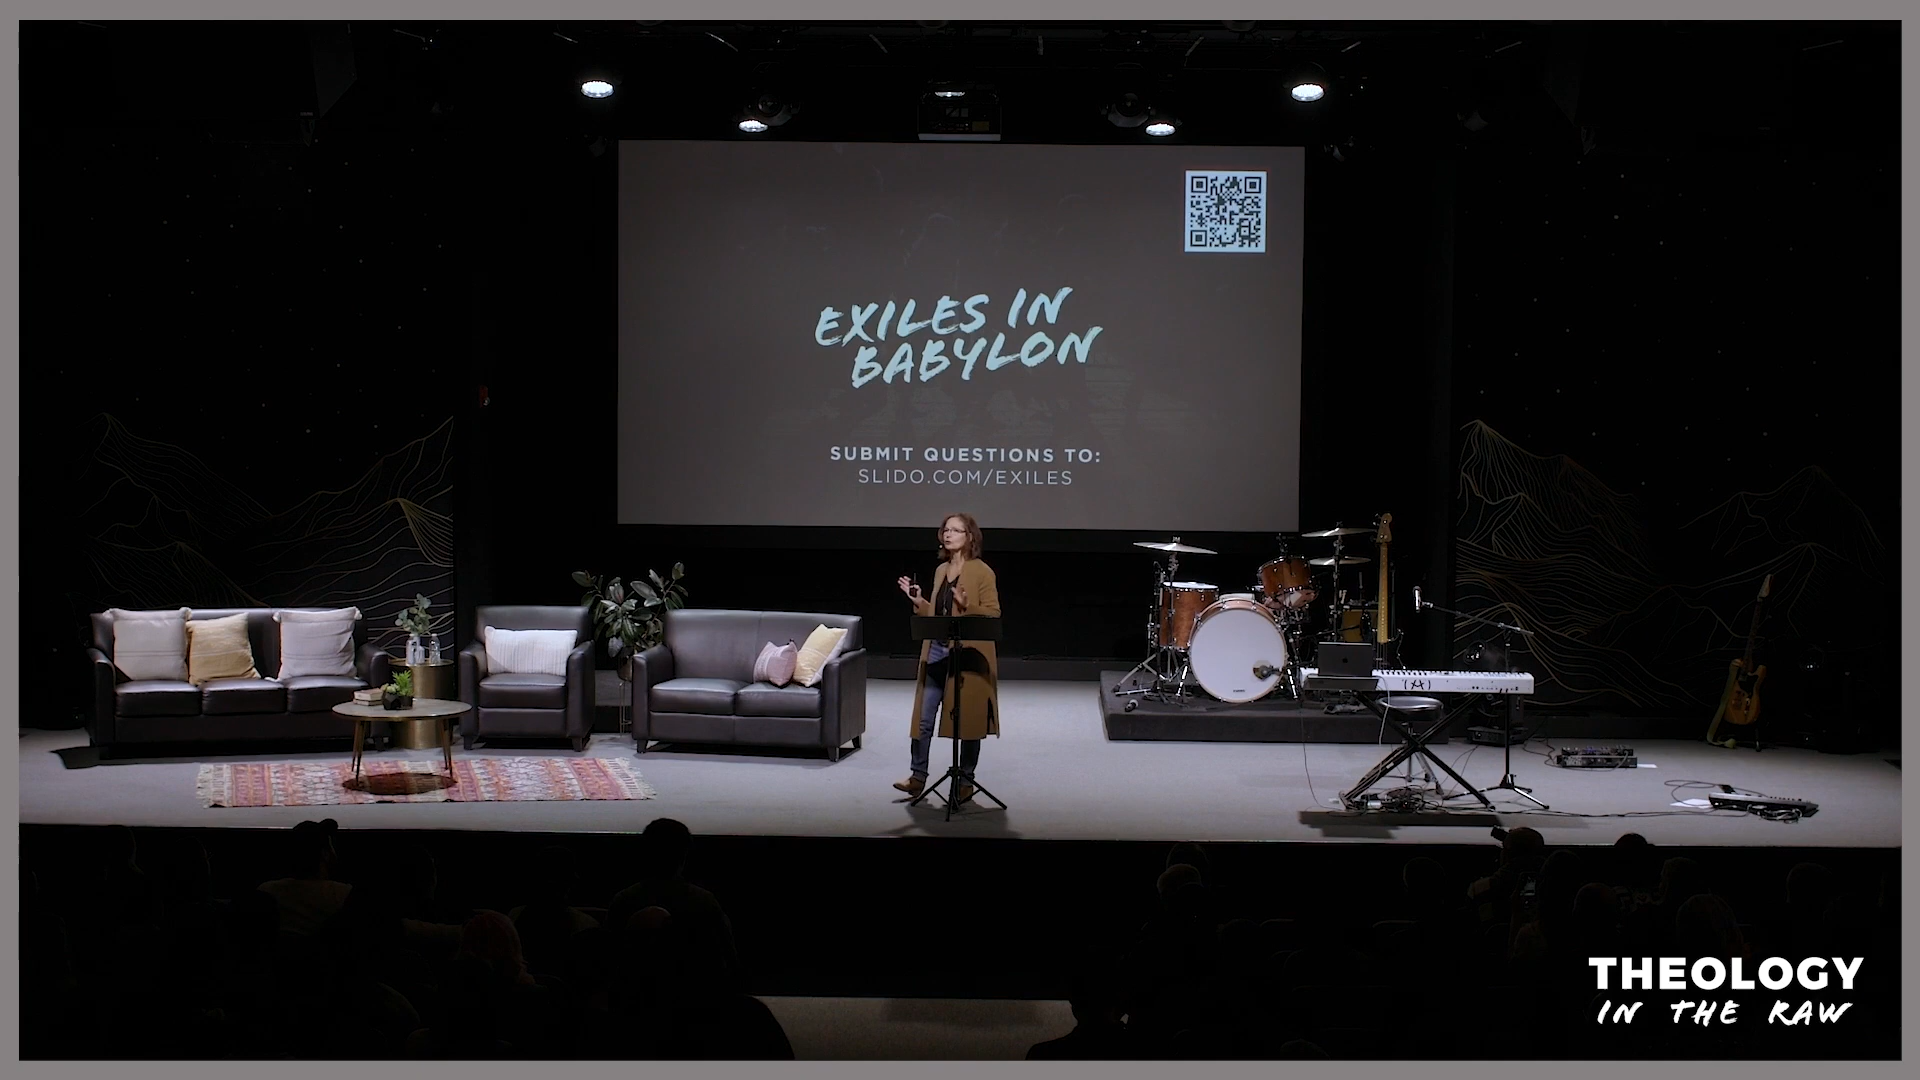 EXILES IN
BABYLON
SUBMIT QUESTIONS TO:
SLIDO.COM/EXILES
THEOLOGY
IN THE RAW